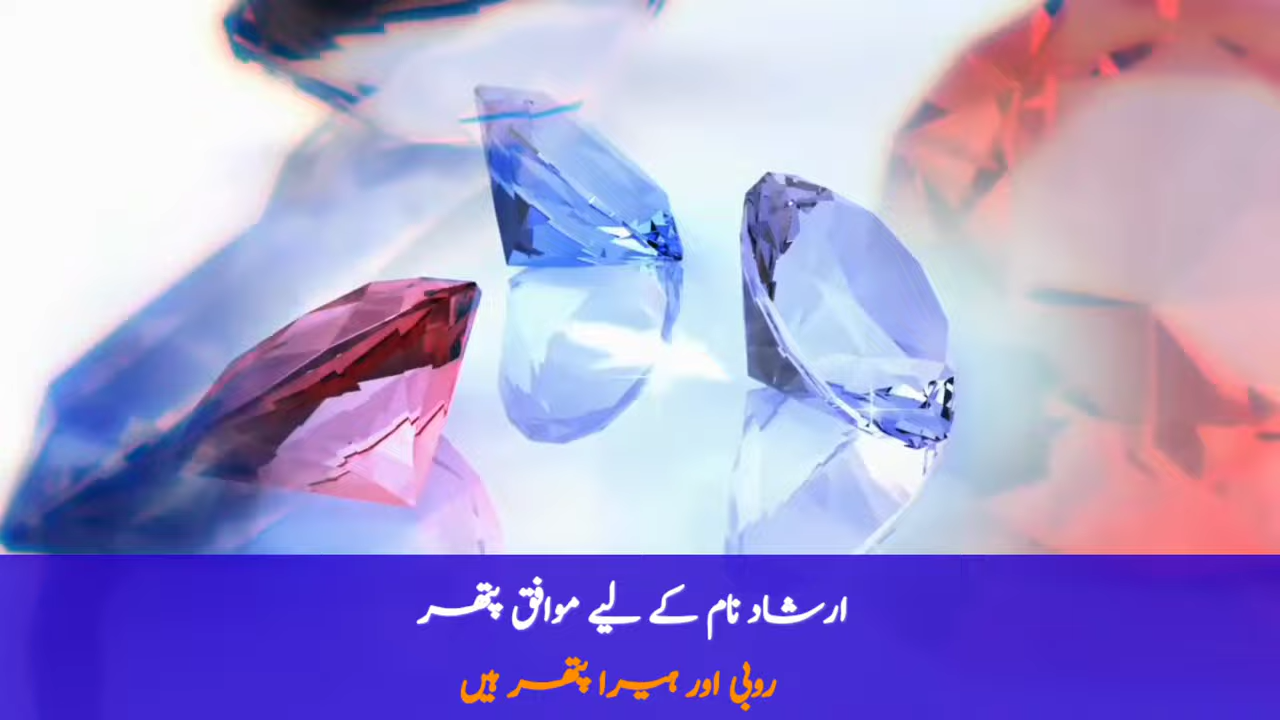 ارشاد نام کے لیے موافق پتھر
روبی اور ہیرا پتھر ہیں